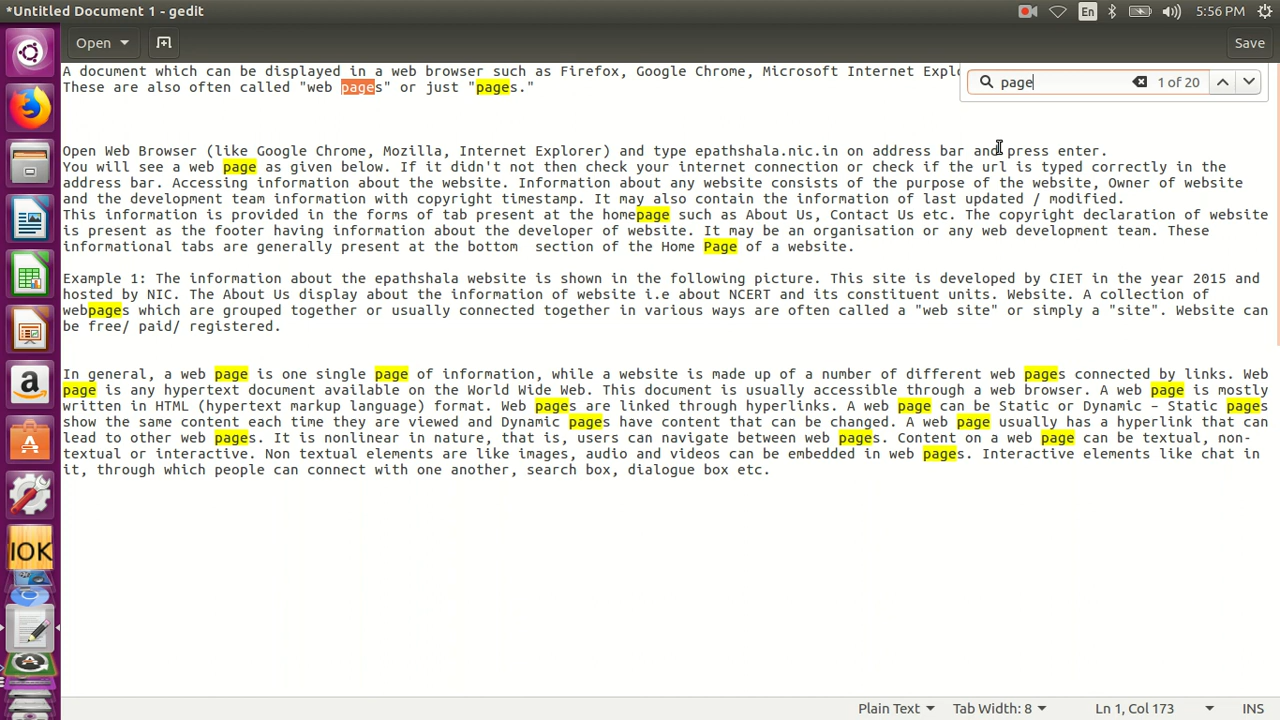 *Untitled Document 1 - gedit
En
5:56 PM
Open
Save
A document which can be displayed in a web browser such as Firefox, Google Chrome, Microsoft Internet Explo
These are also often called "web pages" or just "pages."
page
1 of 20
Open Web Browser (like Google Chrome, Mozilla, Internet Explorer) and type epathshala.nic.in on address bar and press enter.
You will see a web page as given below. If it didn't not then check your internet connection or check if the url is typed correctly in the
address bar. Accessing information about the website. Information about any website consists of the purpose of the website, Owner of website
and the development team information with copyright timestamp. It may also contain the information of last updated / modified.
This information is provided in the forms of tab present at the homepage such as About Us, Contact Us etc. The copyright declaration of website
is present as the footer having information about the developer of website. It may be an organisation or any web development team. These
informational tabs are generally present at the bottom  section of the Home Page of a website.
Example 1: The information about the epathshala website is shown in the following picture. This site is developed by CIET in the year 2015 and
hosted by NIC. The About Us display about the information of website i.e about NCERT and its constituent units. Website. A collection of
webpages which are grouped together or usually connected together in various ways are often called a "web site" or simply a "site". Website can
be free/ paid/ registered.
In general, a web page is one single page of information, while a website is made up of a number of different web pages connected by links. Web
page is any hypertext document available on the World Wide Web. This document is usually accessible through a web browser. A web page is mostly
written in HTML (hypertext markup language) format. Web pages are linked through hyperlinks. A web page can be Static or Dynamic – Static pages
show the same content each time they are viewed and Dynamic pages have content that can be changed. A web page usually has a hyperlink that can
lead to other web pages. It is nonlinear in nature, that is, users can navigate between web pages. Content on a web page can be textual, non-
textual or interactive. Non textual elements are like images, audio and videos can be embedded in web pages. Interactive elements like chat in
it, through which people can connect with one another, search box, dialogue box etc.
a
A
IOK
Plain Text
Tab Width: 8
Ln 1, Col 173
INS